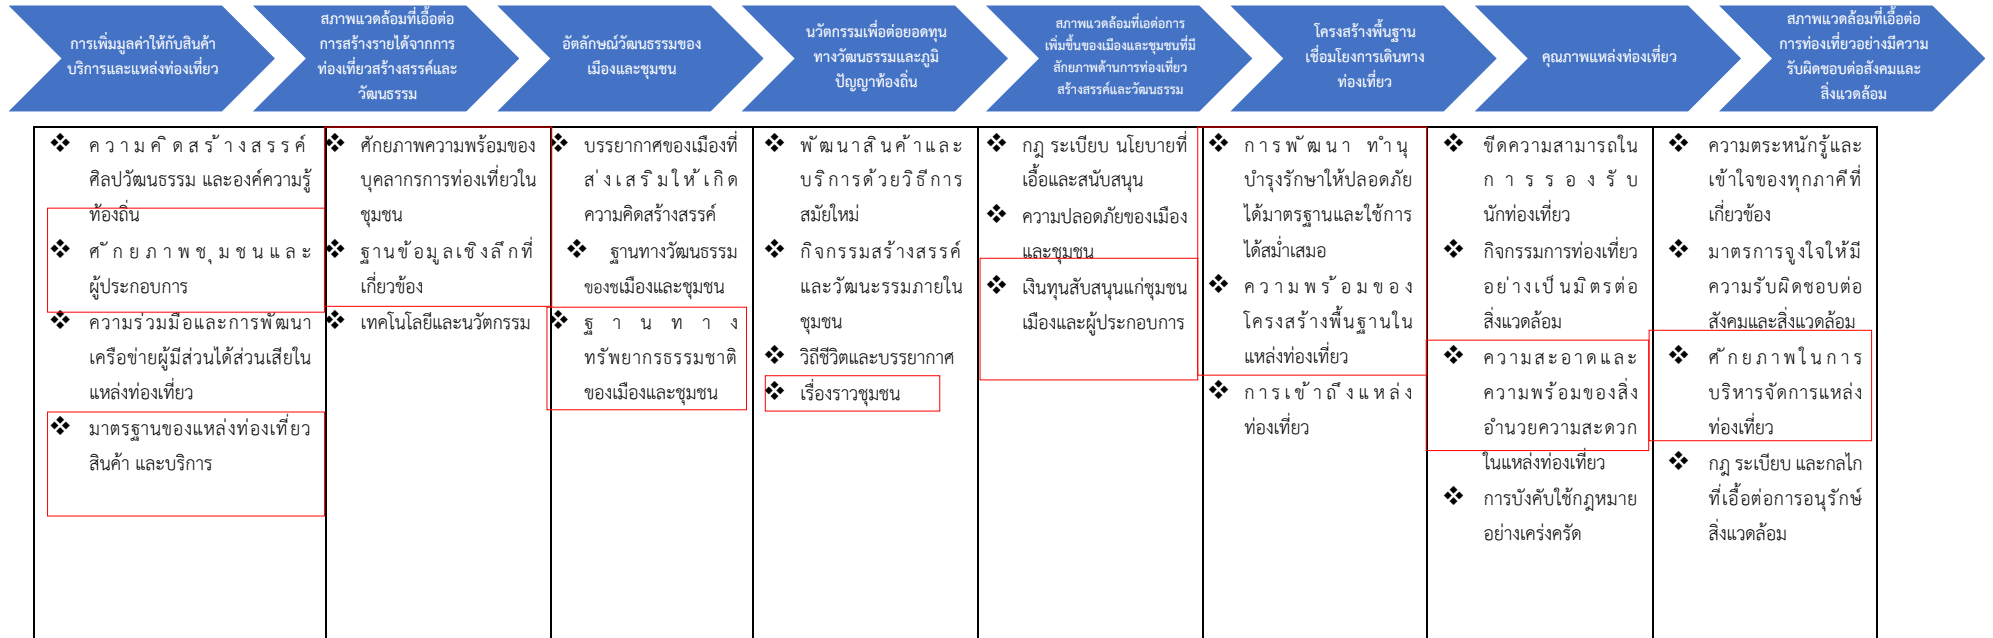 การเพิ่มมูลค่าให้กับสินค้า
บริการและแหล่งท่องเที่ยว
สภาพแวดล้อมที่เอื้อต่อ
การสร้างรายได้จากการ
ท่องเที่ยวสร้างสรรค์และ
วัฒนธรรม
อัตลักษณ์วัฒนธรรมของ
เมืองและชุมชน
นวัตกรรมเพื่อต่อยอดทุน
ทางวัฒนธรรมและภูมิ
ปัญญาท้องถิ่น
สภาพแวดล้อมที่เอต่อการ
เพิ่มขึ้นของเมืองและชุมชนที่มี
สักยภาพด้านการท่องเที่ยว
สร้างสรรค์และวัฒนธรรม
โครงสร้างพื้นฐาน
เชื่อมโยงการเดินทาง
ท่องเที่ยว
คุณภาพแหล่งท่องเที่ยว
สภาพแวดล้อมที่เอื้อต่อ
การท่องเที่ยวอย่างมีความ
รับผิดชอบต่อสังคมและ
สิ่งแวดล้อม
❖ ความคิดสร้างสรรค์
ศิลปวัฒนธรรม และองค์ความรู้
ท้องถิ่น
❖ ศักยภาพชุมชนและ
ผู้ประกอบการ
❖ ความร่วมมือและการพัฒนา
เครือข่ายผู้มีส่วนได้ส่วนเสียใน
แหล่งท่องเที่ยว
❖ มาตรฐานของแหล่งท่องเที่ยว
สินค้า และบริการ
❖ ศักยภาพความพร้อมของ
บุคลากรการท่องเที่ยวใน
ชุมชน
❖ ฐานข้อมูลเชิงลึกที่
เกี่ยวข้อง
❖ เทคโนโลยีและนวัตกรรม
❖ บรรยากาศของเมืองที่
ส่งเสริมให้เกิด
ความคิดสร้างสรรค์
❖ ฐานทางวัฒนธรรม
ของชเมืองและชุมชน
❖ ฐานทาง
ทรัพยากรธรรมชาติ
ของเมืองและชุมชน
❖ พัฒนาสินค้าและ
บริการด้วยวิธีการ
สมัยใหม่
❖ กิจกรรมสร้างสรรค์
และวัฒนะรรมภายใน
ชุมชน
❖ วิถีชีวิตและบรรยากาศ
❖ เรื่องราวชุมชน
❖ กฎ ระเบียบ นโยบายที่
เอื้อและสนับสนุน
❖ ความปลอดภัยของเมือง
และชุมชน
❖ เงินทุนสับสนุนแก่ชุมชน
เมืองและผู้ประกอบการ
❖ การพัฒนา ทำนุ
บำรุงรักษาให้ปลอดภัย
ได้มาตรฐานและใช้การ
ได้สม่ำเสมอ
❖ ความพร้อมของ
โครงสร้างพื้นฐานใน
แหล่งท่องเที่ยว
❖ การเข้าถึงแหล่ง
ท่องเที่ยว
❖ ขีดความสามารถใน
การรองรับ
นักท่องเที่ยว
❖ กิจกรรมการท่องเที่ยว
อย่างเป็นมิตรต่อ
สิ่งแวดล้อม
❖ ความสะอาดและ
ความพร้อมของสิ่ง
อำนวยความสะดวก
ในแหล่งท่องเที่ยว
❖ การบังคับใช้กฎหมาย
อย่างเคร่งครัด
❖ ความตระหนักรู้และ
เข้าใจของทุกภาคีที่
เกี่ยวข้อง
❖ มาตรการจูงใจให้มี
ความรับผิดชอบต่อ
สังคมและสิ่งแวดล้อม
❖ ศักยภาพในการ
บริหารจัดการแหล่ง
ท่องเที่ยว
❖ กฎ ระเบียบ และกลไก
ที่เอื้อต่อการอนุรักษ์
สิ่งแวดล้อม